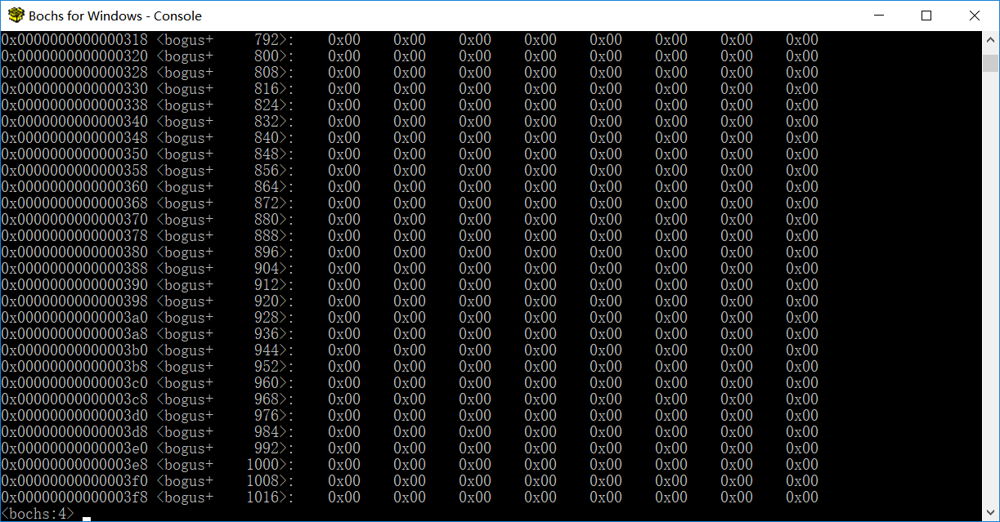 Bochs for Windows - Console
0x0000000000000318 <bogus+     792>:    0x00    0x00    0x00    0x00    0x00    0x00    0x00    0x00
0x0000000000000320 <bogus+     800>:    0x00    0x00    0x00    0x00    0x00    0x00    0x00    0x00
0x0000000000000328 <bogus+     808>:    0x00    0x00    0x00    0x00    0x00    0x00    0x00    0x00
0x0000000000000330 <bogus+     816>:    0x00    0x00    0x00    0x00    0x00    0x00    0x00    0x00
0x0000000000000338 <bogus+     824>:    0x00    0x00    0x00    0x00    0x00    0x00    0x00    0x00
0x0000000000000340 <bogus+     832>:    0x00    0x00    0x00    0x00    0x00    0x00    0x00    0x00
0x0000000000000348 <bogus+     840>:    0x00    0x00    0x00    0x00    0x00    0x00    0x00    0x00
0x0000000000000350 <bogus+     848>:    0x00    0x00    0x00    0x00    0x00    0x00    0x00    0x00
0x0000000000000358 <bogus+     856>:    0x00    0x00    0x00    0x00    0x00    0x00    0x00    0x00
0x0000000000000360 <bogus+     864>:    0x00    0x00    0x00    0x00    0x00    0x00    0x00    0x00
0x0000000000000368 <bogus+     872>:    0x00    0x00    0x00    0x00    0x00    0x00    0x00    0x00
0x0000000000000370 <bogus+     880>:    0x00    0x00    0x00    0x00    0x00    0x00    0x00    0x00
0x0000000000000378 <bogus+     888>:    0x00    0x00    0x00    0x00    0x00    0x00    0x00    0x00
0x0000000000000380 <bogus+     896>:    0x00    0x00    0x00    0x00    0x00    0x00    0x00    0x00
0x0000000000000388 <bogus+     904>:    0x00    0x00    0x00    0x00    0x00    0x00    0x00    0x00
0x0000000000000390 <bogus+     912>:    0x00    0x00    0x00    0x00    0x00    0x00    0x00    0x00
0x0000000000000398 <bogus+     920>:    0x00    0x00    0x00    0x00    0x00    0x00    0x00    0x00
0x00000000000003a0 <bogus+     928>:    0x00    0x00    0x00    0x00    0x00    0x00    0x00    0x00
0x00000000000003a8 <bogus+     936>:    0x00    0x00    0x00    0x00    0x00    0x00    0x00    0x00
0x00000000000003b0 <bogus+     944>:    0x00    0x00    0x00    0x00    0x00    0x00    0x00    0x00
0x00000000000003b8 <bogus+     952>:    0x00    0x00    0x00    0x00    0x00    0x00    0x00    0x00
0x00000000000003c0 <bogus+     960>:    0x00    0x00    0x00    0x00    0x00    0x00    0x00    0x00
0x00000000000003c8 <bogus+     968>:    0x00    0x00    0x00    0x00    0x00    0x00    0x00    0x00
0x00000000000003d0 <bogus+     976>:    0x00    0x00    0x00    0x00    0x00    0x00    0x00    0x00
0x00000000000003d8 <bogus+     984>:    0x00    0x00    0x00    0x00    0x00    0x00    0x00    0x00
0x00000000000003e0 <bogus+     992>:    0x00    0x00    0x00    0x00    0x00    0x00    0x00    0x00
0x00000000000003e8 <bogus+    1000>:    0x00    0x00    0x00    0x00    0x00    0x00    0x00    0x00
0x00000000000003f0 <bogus+    1008>:    0x00    0x00    0x00    0x00    0x00    0x00    0x00    0x00
0x00000000000003f8 <bogus+    1016>:    0x00    0x00    0x00    0x00    0x00    0x00    0x00    0x00
<bochs:4>